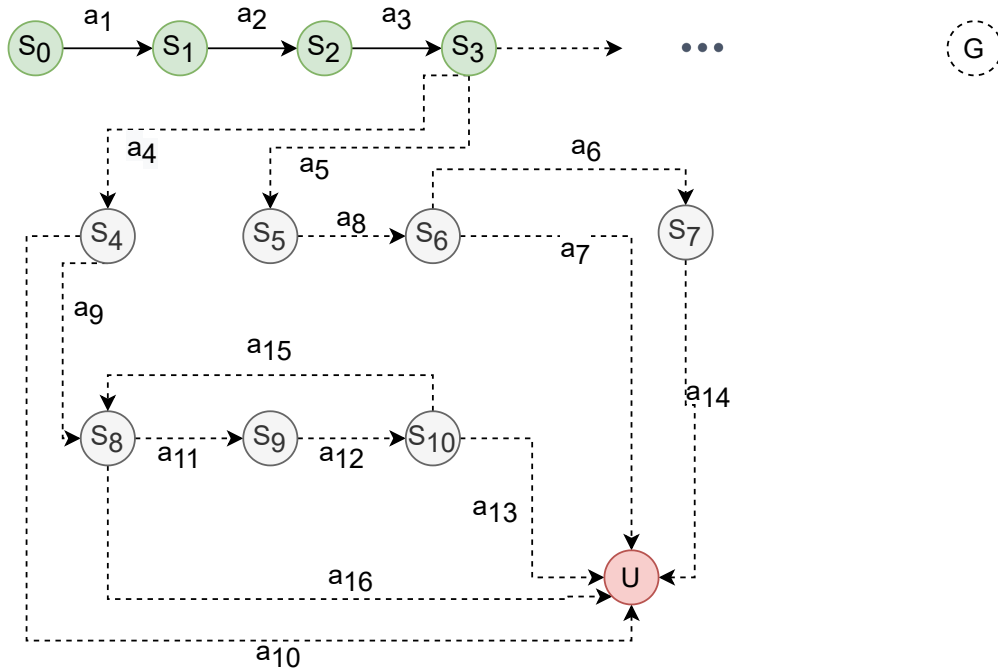 a1 a2 a3
S0 S1 S2 S3 ••• G
a4 a5 a6
S4 S5 a8 S6 a7 S7
a9
a15
a14
S8 a11 S9 a12 S10
a13
a16 U
a10